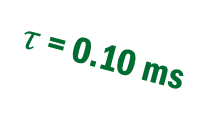 τ = 0.10 ms